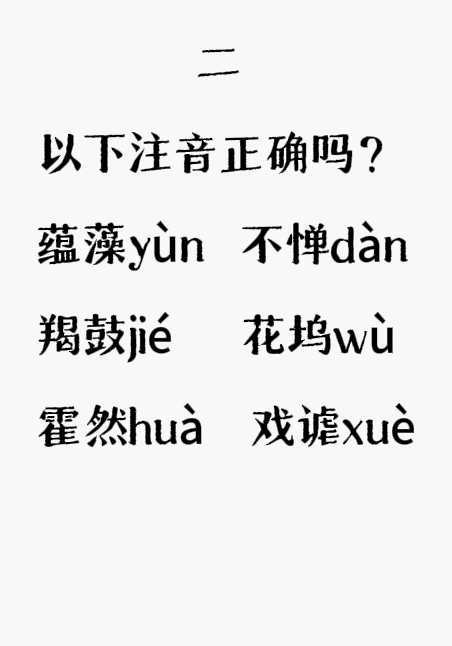 二
以下注音正确吗？
蕴藻yùn 不惮dàn
羯鼓jié 花坞wù
霍然huà 戏谑xuè